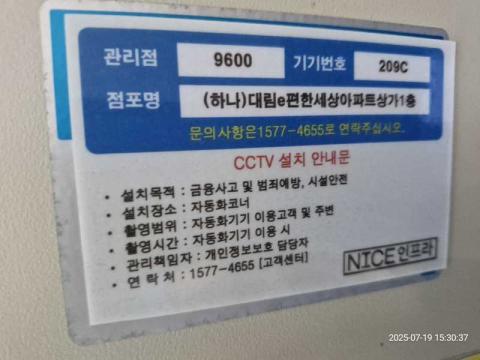 관리점 9600 기기번호 209C
점포명 (하나)대림e편한세상아파트상가1층
문의사항은1577-4655로 연락주십시오.
CCTV 설치 안내문
• 설치목적 : 금융사고 및 범죄예방, 시설안전
• 설치장소 : 자동화코너
• 촬영범위 : 자동화기기 이용고객 및 주변
• 촬영시간 : 자동화기기 이용 시
• 관리책임자 : 개인정보보호 담당자
• 연 락 처 : 1577-4655 [고객센터]
NICE인프라
2025-07-19 15:30:37